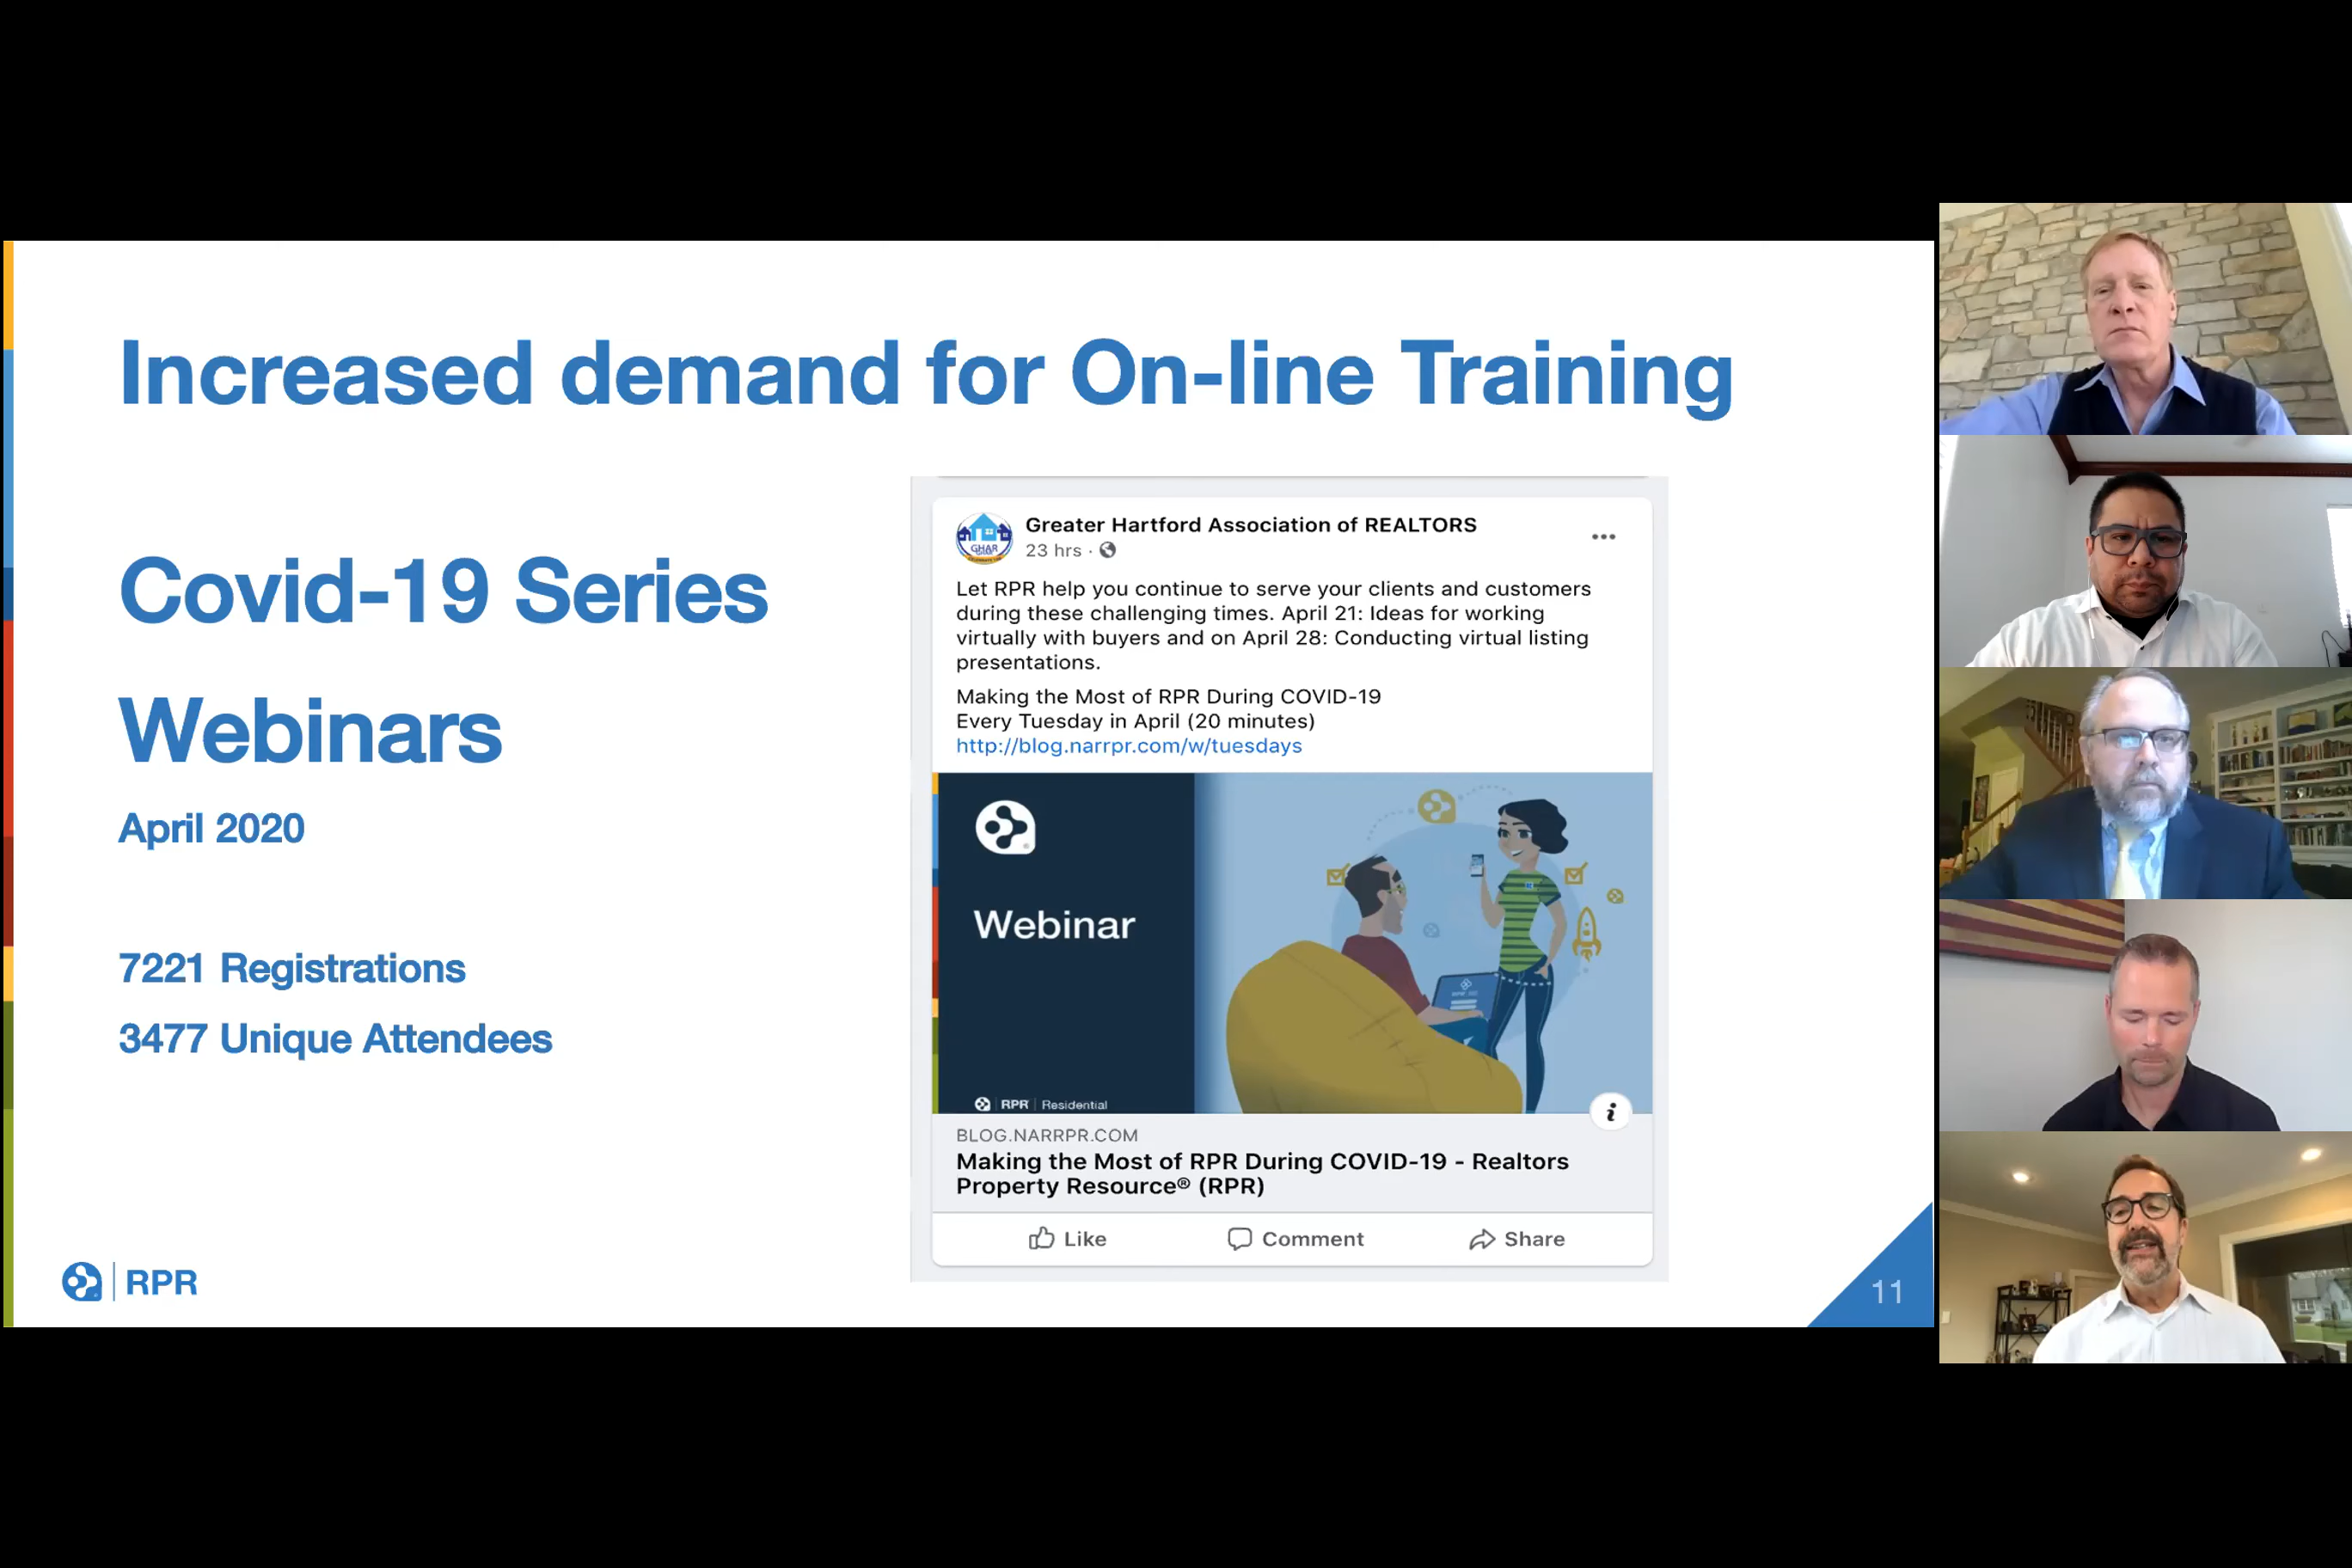 Increased demand for On-line Training
Covid-19 Series
Webinars
April 2020
7221 Registrations
3477 Unique Attendees
RPR
Greater Hartford Association of REALTORS
23 hrs ·
Let RPR help you continue to serve your clients and customers
during these challenging times. April 21: Ideas for working
virtually with buyers and on April 28: Conducting virtual listing
presentations.
Making the Most of RPR During COVID-19
Every Tuesday in April (20 minutes)
http://blog.narrpr.com/w/tuesdays
GHAR
Webinar
RPR | Residential
BLOG.NARRPR.COM
Making the Most of RPR During COVID-19 - Realtors
Property Resource® (RPR)
Like Comment Share
11